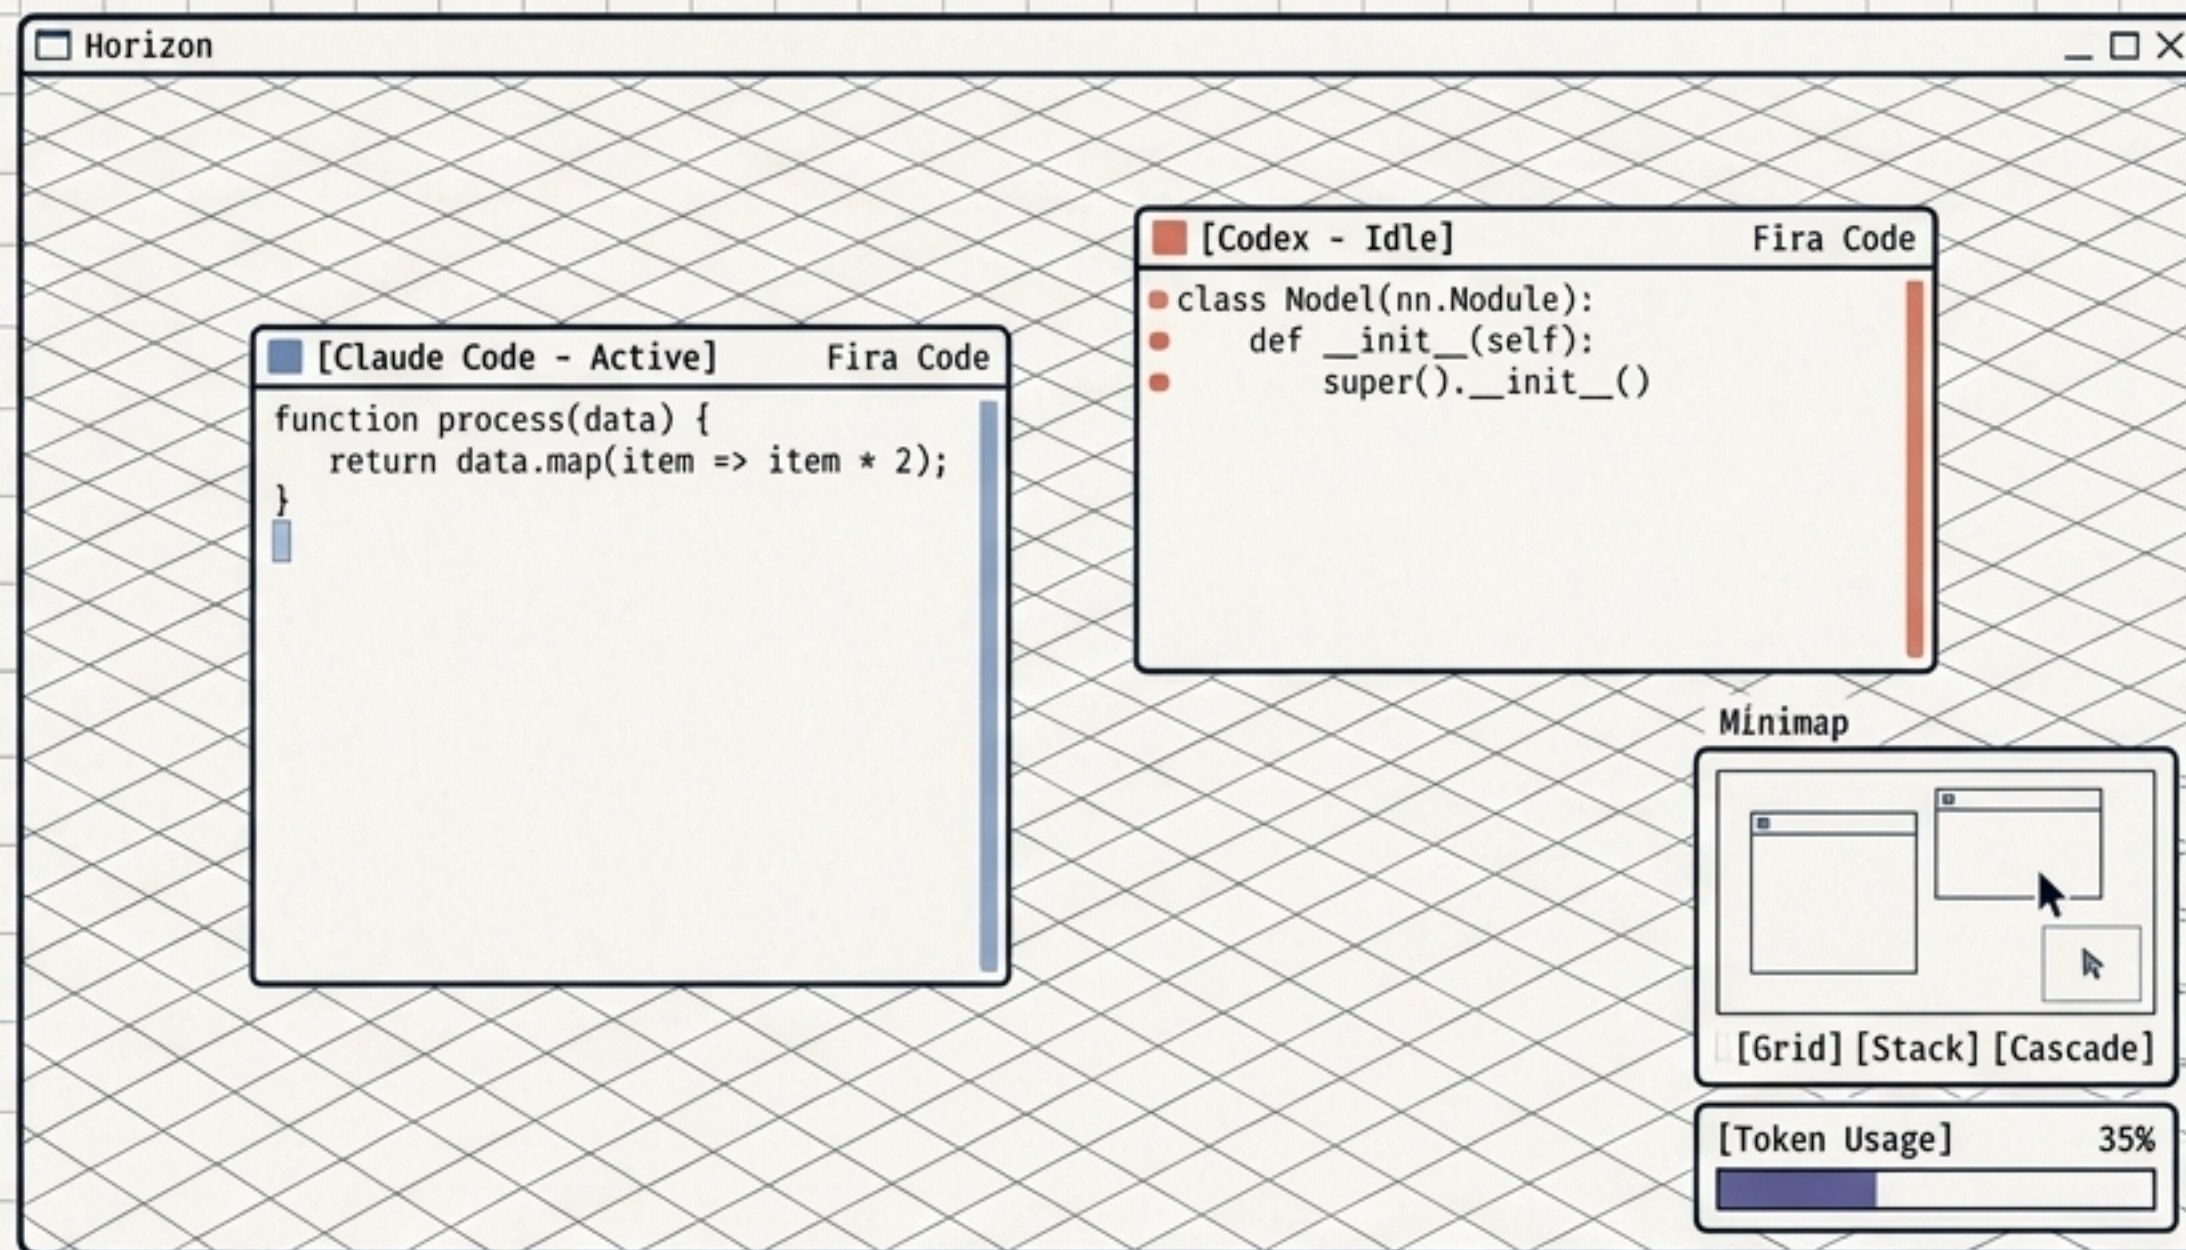 Horizon
[Claude Code - Active] Fira Code
function process(data) {
   return data.map(item => item * 2);
}
[Codex - Idle] Fira Code
class Nodel(nn.Nodule):
    def __init__(self):
        super().__init__()
Minimap
[Grid] [Stack] [Cascade]
[Token Usage] 35%